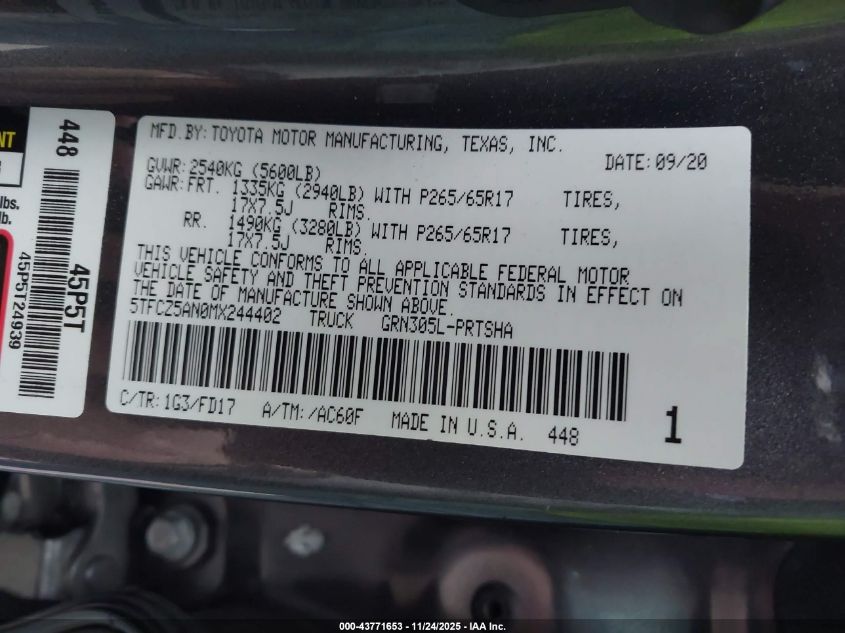 NT
lbs.
lb.
448
45P5T
45P5T24939
MFD.BY:TOYOTA MOTOR MANUFACTURING, TEXAS, INC.
DATE:09/20
GVWR:2540KG (5600LB)
GAWR:FRT. 1335KG (2940LB) WITH P265/65R17 TIRES,
17X7.5J RIMS.
RR. 1490KG (3280LB) WITH P265/65R17 TIRES,
17X7.5J RIMS.
THIS VEHICLE CONFORMS TO ALL APPLICABLE FEDERAL MOTOR
VEHICLE SAFETY AND THEFT PREVENTION STANDARDS IN EFFECT ON
THE DATE OF MANUFACTURE SHOWN ABOVE.
5TFCZ5AN0MX244402 TRUCK GRN305L-PRTSHA
C/TR:1G3/FD17 A/TM:/AC60F MADE IN U.S.A. 448
1
000-43771653 - 11/24/2025 - IAA Inc.